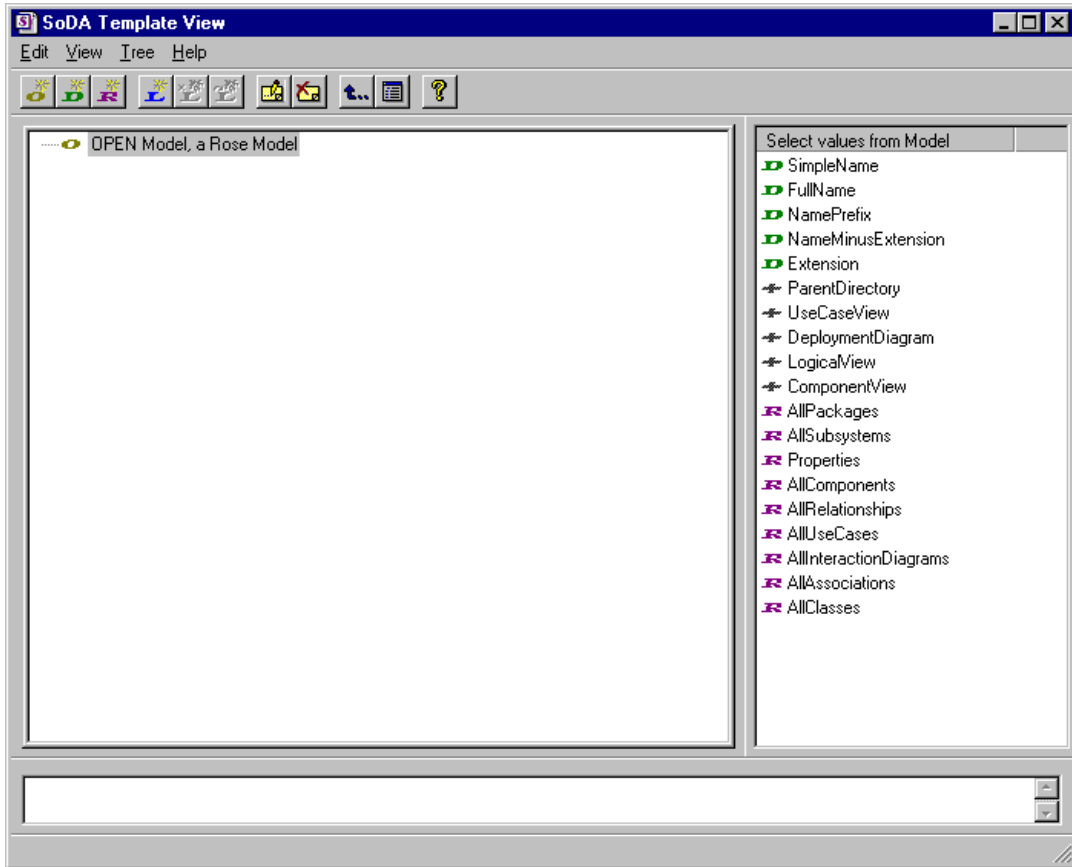 SoDA Template View
Edit View Tree Help
O D R L L L t.. ?
OPEN Model, a Rose Model
Select values from Model
D SimpleName
D FullName
D NamePrefix
D NameMinusExtension
D Extension
ParentDirectory
UseCaseView
DeploymentDiagram
LogicalView
ComponentView
R AllPackages
R AllSubsystems
R Properties
R AllComponents
R AllRelationships
R AllUseCases
R AllInteractionDiagrams
R AllAssociations
R AllClasses